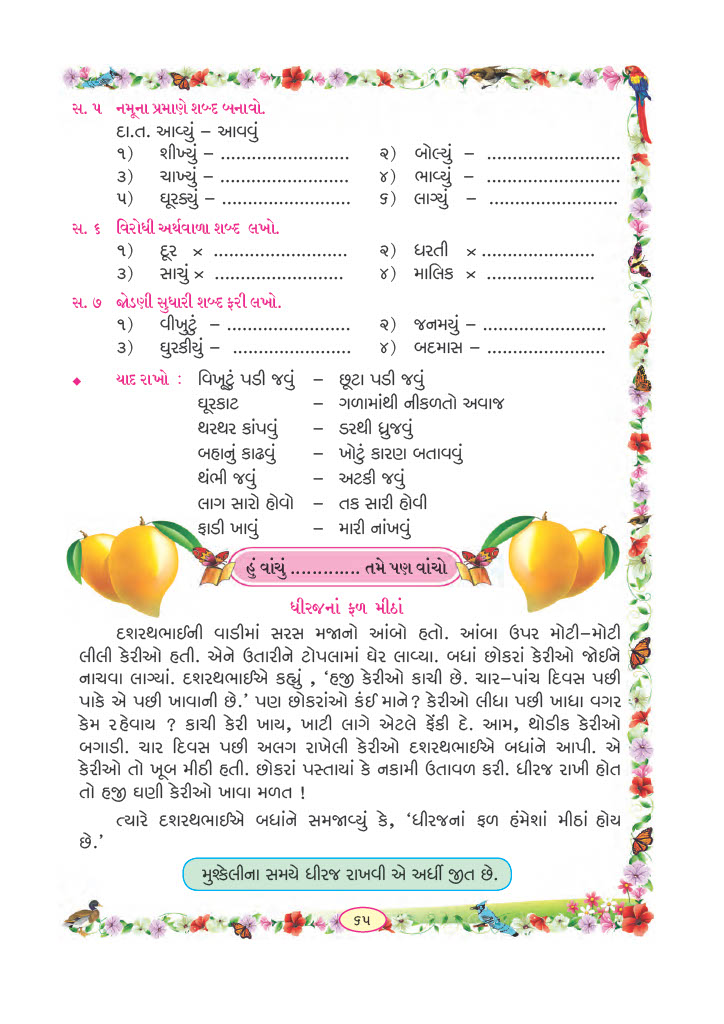 સ. ૫ નમૂના પ્રમાણે શબ્દ બનાવો.
દા.ત. આવ્યું – આવવું
૧) શીખ્યું – ......................... ૨) બોલ્યું – ..........................
૩) ચાખ્યું – ......................... ૪) ભાવ્યું – ..........................
૫) ઘૂરક્યું – ......................... ૬) લાગ્યું – .........................
સ. ૬ વિરોધી અર્થવાળા શબ્દ લખો.
૧) દૂર × .......................... ૨) ધરતી × ......................
૩) સાચું × ......................... ૪) માલિક × .....................
સ. ૭ જોડણી સુધારી શબ્દ ફરી લખો.
૧) વીખુટું – ........................ ૨) જનમયું – ........................
૩) ઘુરકીયું – ....................... ૪) બદમાસ – .......................
◆ યાદ રાખો : વિખૂટું પડી જવું – છૂટા પડી જવું
ઘૂરકાટ – ગળામાંથી નીકળતો અવાજ
થરથર કાંપવું – ડરથી ધ્રુજવું
બહાનું કાઢવું – ખોટું કારણ બતાવવું
થંભી જવું – અટકી જવું
લાગ સારો હોવો – તક સારી હોવી
ફાડી ખાવું – મારી નાંખવું
હું વાંચું ............. તમે પણ વાંચો
ધીરજનાં ફળ મીઠાં
દશરથભાઈની વાડીમાં સરસ મજાનો આંબો હતો. આંબા ઉપર મોટી–મોટી
લીલી કેરીઓ હતી. એને ઉતારીને ટોપલામાં ઘેર લાવ્યા. બધાં છોકરાં કેરીઓ જોઈને
નાચવા લાગ્યાં. દશરથભાઈએ કહ્યું , ‘હજી કેરીઓ કાચી છે. ચાર–પાંચ દિવસ પછી
પાકે એ પછી ખાવાની છે.’ પણ છોકરાંઓ કંઈ માને? કેરીઓ લીધા પછી ખાધા વગર
કેમ રહેવાય ? કાચી કેરી ખાય, ખાટી લાગે એટલે ફેંકી દે. આમ, થોડીક કેરીઓ
બગાડી. ચાર દિવસ પછી અલગ રાખેલી કેરીઓ દશરથભાઈએ બધાંને આપી. એ
કેરીઓ તો ખૂબ મીઠી હતી. છોકરાં પસ્તાયાં કે નકામી ઉતાવળ કરી. ધીરજ રાખી હોત
તો હજી ઘણી કેરીઓ ખાવા મળત !
ત્યારે દશરથભાઈએ બધાંને સમજાવ્યું કે, ‘ધીરજનાં ફળ હંમેશાં મીઠાં હોય
છે.’
મુશ્કેલીના સમયે ધીરજ રાખવી એ અર્ધી જીત છે.
૬૫